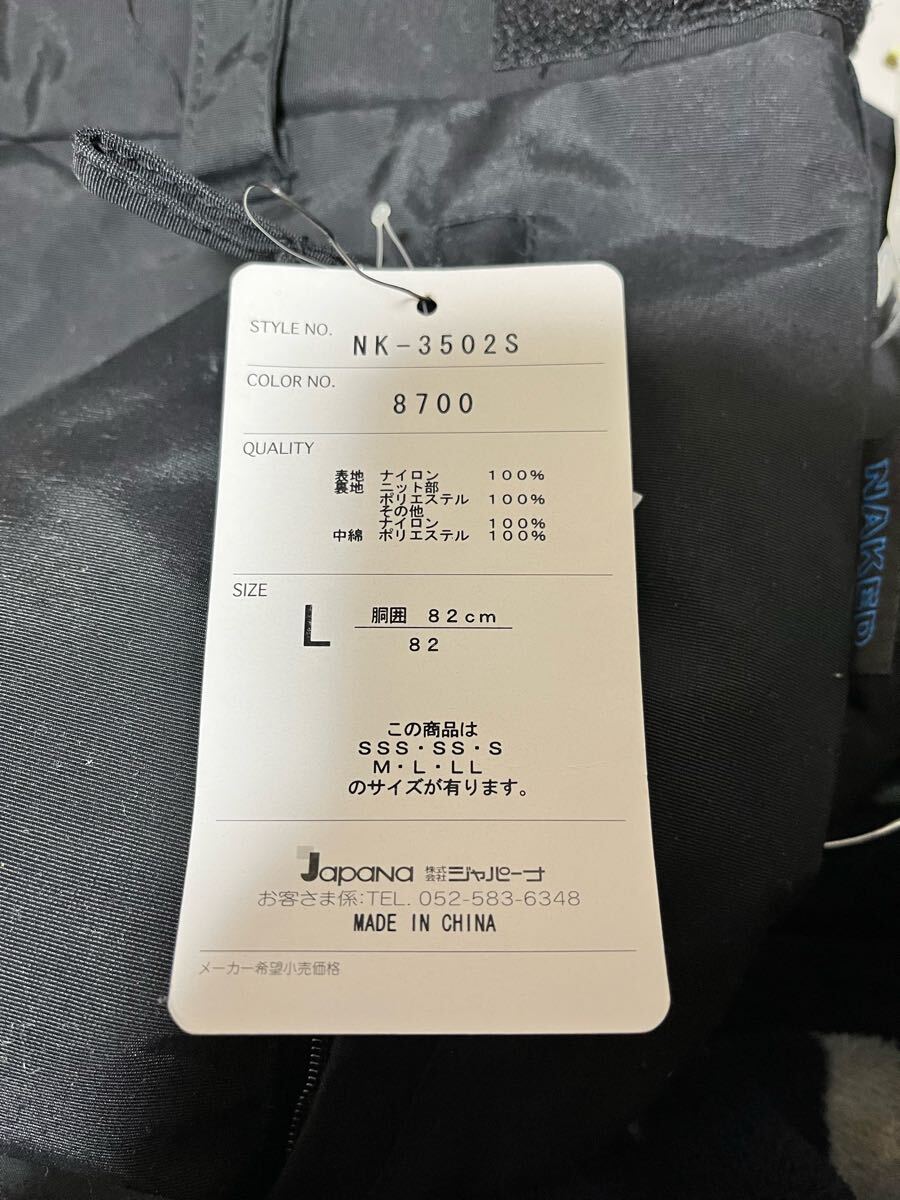 STYLE NO.
NK-3502S
COLOR NO.
8700
QUALITY
表地 ナイロン 100%
裏地 ニット部
ポリエステル 100%
その他
ナイロン 100%
中綿 ポリエステル 100%
SIZE
L 胴囲 82cm
82
この商品は
SSS・SS・S
M・L・LL
のサイズが有ります。
Japana 株式会社ジャパーナ
お客さま係:TEL. 052-583-6348
MADE IN CHINA
メーカー希望小売価格
NAKED